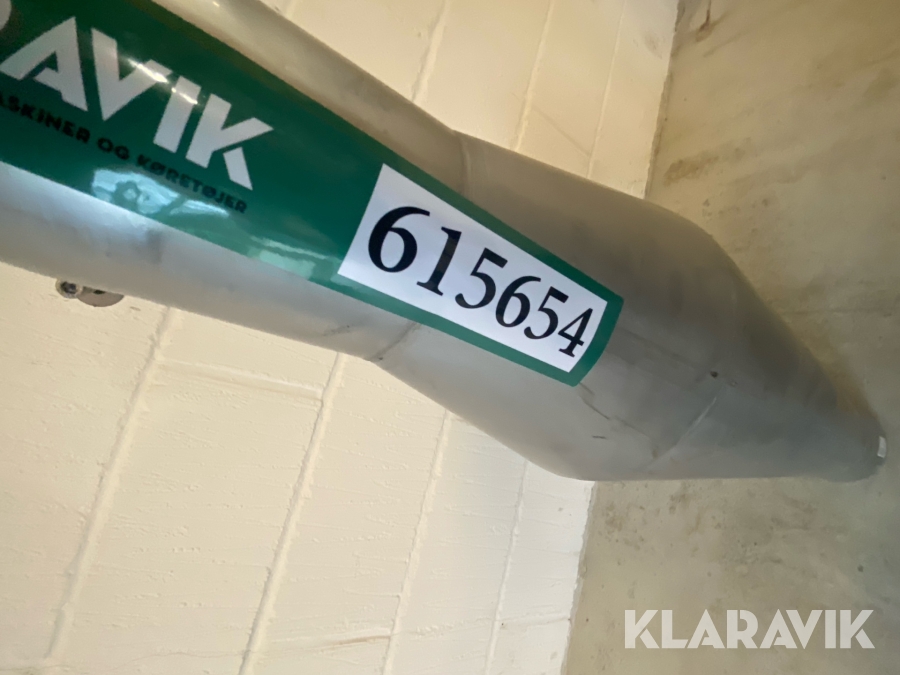 AVIK
ASKINER OG KØRETØJER
615654
KLARAVIK